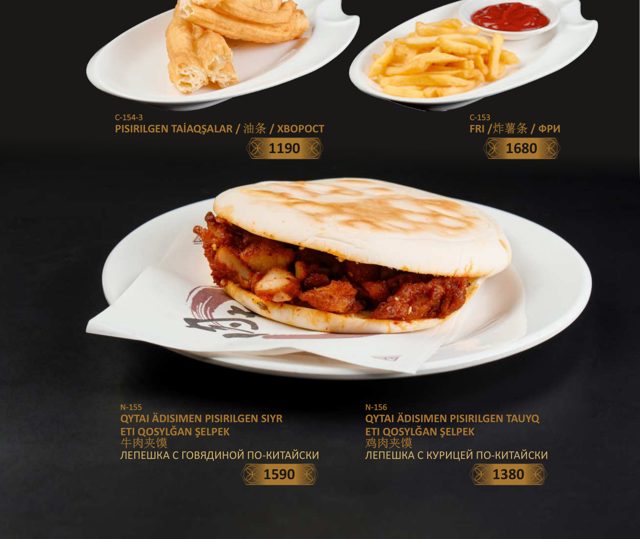 C-154-3
PISIRILGEN TAİAQŞALAR / 油条 / ХВОРОСТ
1190
C-153
FRI /炸薯条 / ФРИ
1680
N-155
QYTAI ÄDISIMEN PISIRILGEN SIYR
ETI QOSYLĞAN ŞELPEK
牛肉夹馍
ЛЕПЕШКА С ГОВЯДИНОЙ ПО-КИТАЙСКИ
1590
N-156
QYTAI ÄDISIMEN PISIRILGEN TAUYQ
ETI QOSYLĞAN ŞELPEK
鸡肉夹馍
ЛЕПЕШКА С КУРИЦЕЙ ПО-КИТАЙСКИ
1380